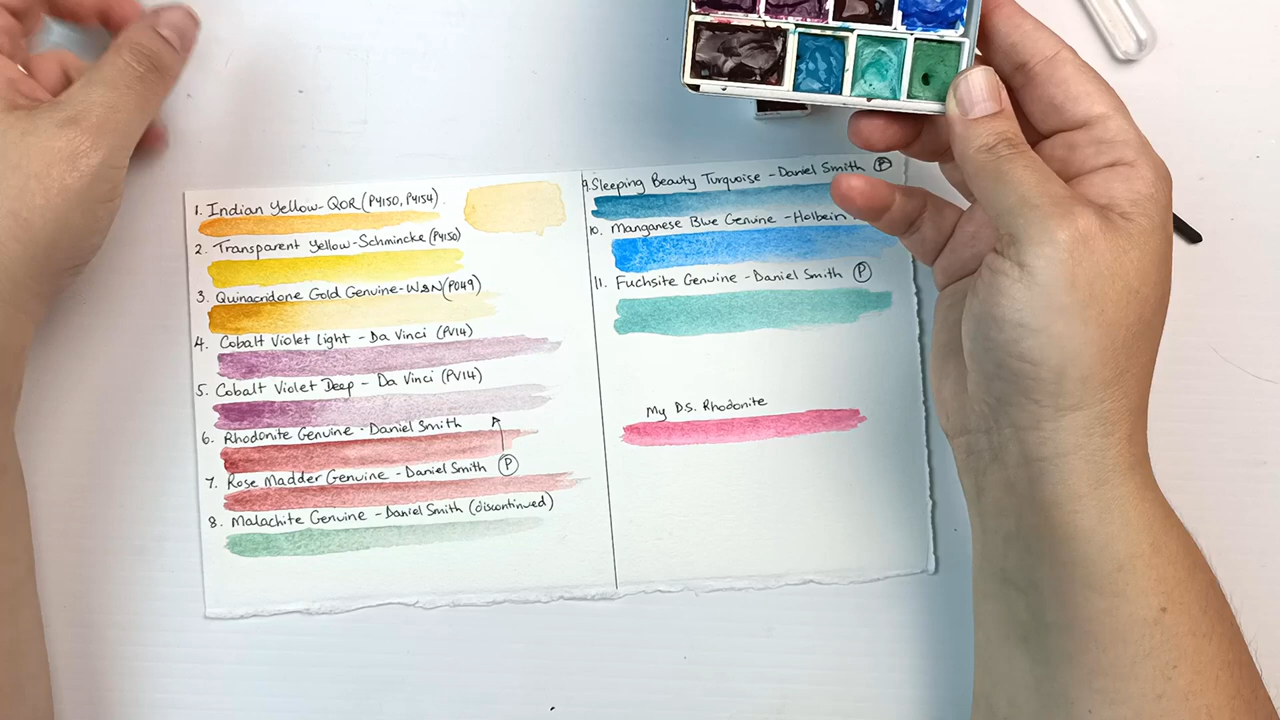 1. Indian Yellow-QOR (PY150, PY154)
2. Transparent Yellow-Schmincke (PY150)
3. Quinacridone Gold Genuine-W&N (PO49)
4. Cobalt Violet Light - Da Vinci (PV14)
5. Cobalt Violet Deep - Da Vinci (PV14)
6. Rhodonite Genuine - Daniel Smith
P
7. Rose Madder Genuine - Daniel Smith
8. Malachite Genuine - Daniel Smith (discontinued)
9. Sleeping Beauty Turquoise - Daniel Smith P
10. Manganese Blue Genuine - Holbein
11. Fuchsite Genuine - Daniel Smith P
My D.S. Rhodonite